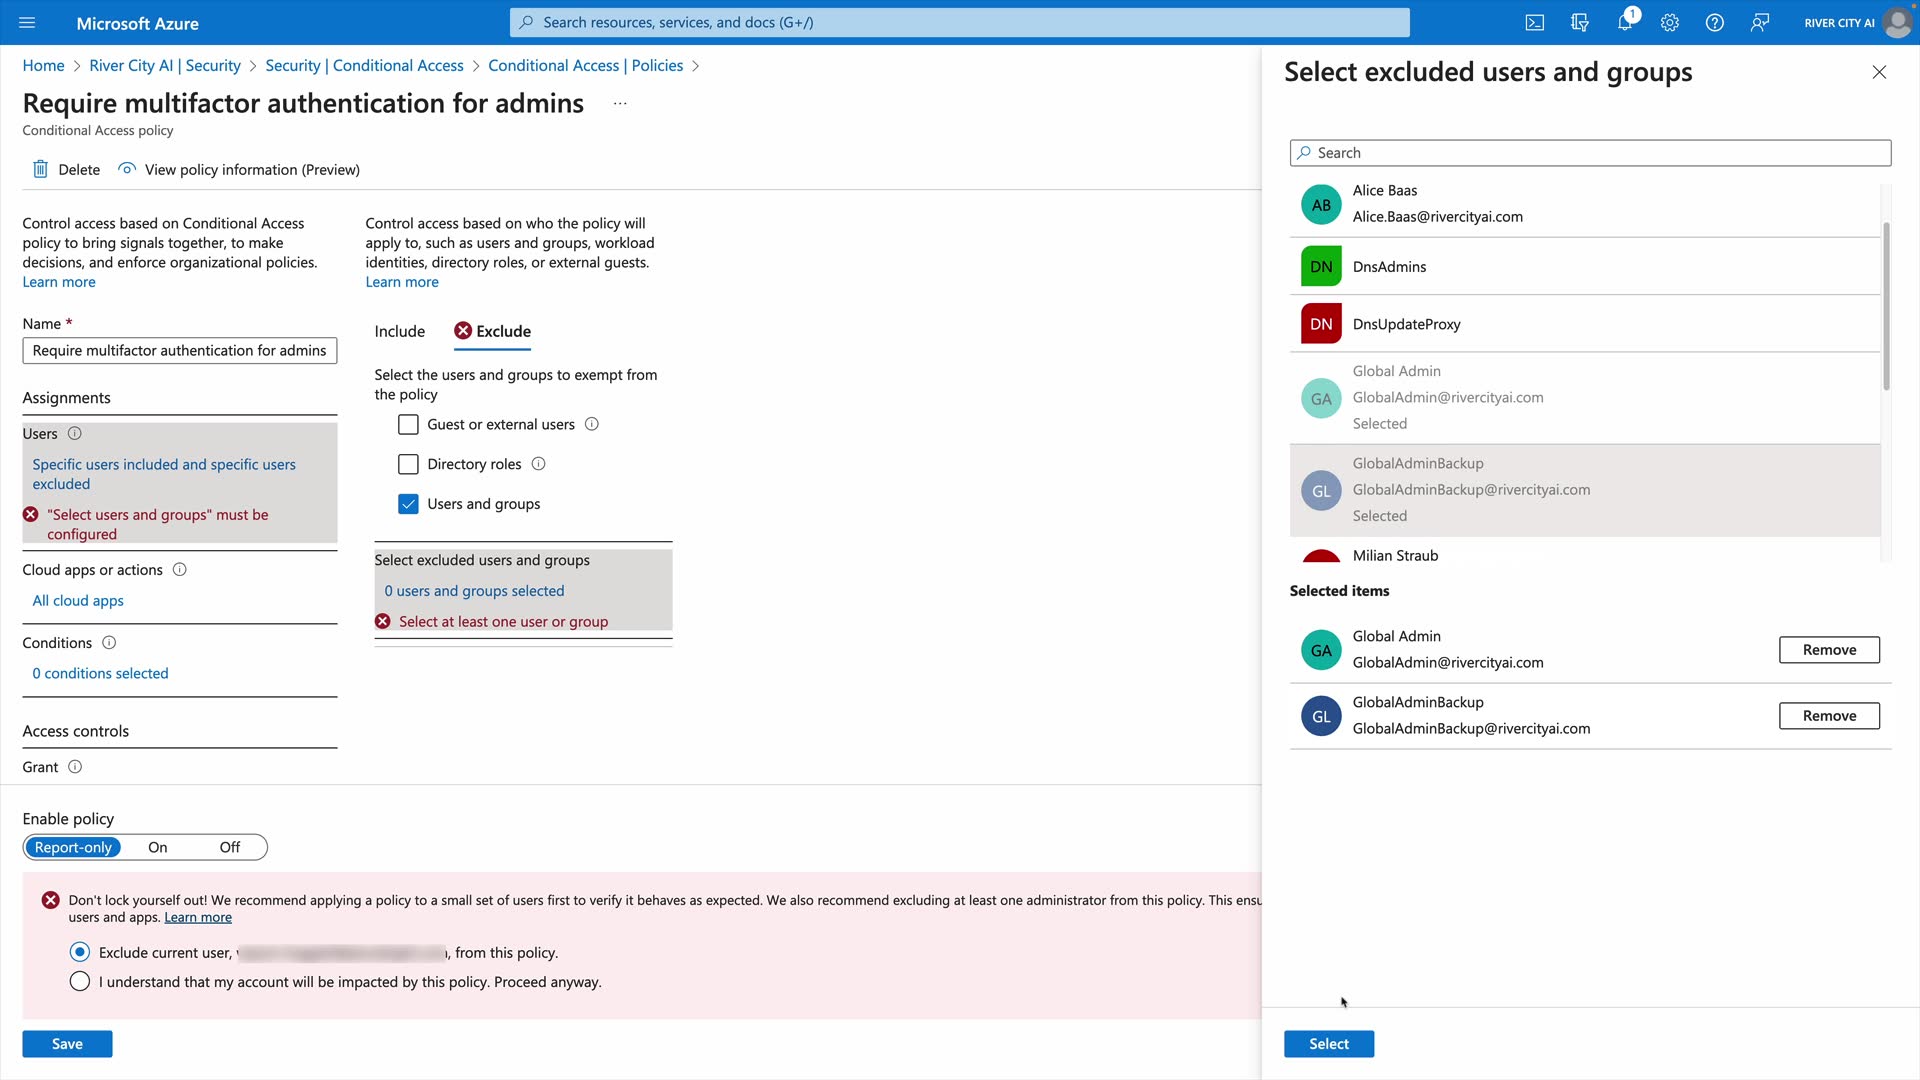 Microsoft Azure
Search resources, services, and docs (G+/)
1
RIVER CITY AI
Home > River City AI | Security > Security | Conditional Access > Conditional Access | Policies >
Require multifactor authentication for admins ...
Conditional Access policy
Delete
View policy information (Preview)
Control access based on Conditional Access
policy to bring signals together, to make
decisions, and enforce organizational policies.
Learn more
Name *
Require multifactor authentication for admins
Assignments
Users
Specific users included and specific users
excluded
"Select users and groups" must be
configured
Cloud apps or actions
All cloud apps
Conditions
0 conditions selected
Access controls
Grant
Control access based on who the policy will
apply to, such as users and groups, workload
identities, directory roles, or external guests.
Learn more
Include
Exclude
Select the users and groups to exempt from
the policy
Guest or external users
Directory roles
Users and groups
Select excluded users and groups
0 users and groups selected
Select at least one user or group
Enable policy
Report-only
On
Off
Don't lock yourself out! We recommend applying a policy to a small set of users first to verify it behaves as expected. We also recommend excluding at least one administrator from this policy. This
users and apps. Learn more
Exclude current user, , from this policy.
I understand that my account will be impacted by this policy. Proceed anyway.
Save
Select excluded users and groups
Search
AB
Alice Baas
Alice.Baas@rivercityai.com
DN
DnsAdmins
DN
DnsUpdateProxy
GA
Global Admin
GlobalAdmin@rivercityai.com
Selected
GL
GlobalAdminBackup
GlobalAdminBackup@rivercityai.com
Selected
Milian Straub
Selected items
GA
Global Admin
GlobalAdmin@rivercityai.com
Remove
GL
GlobalAdminBackup
GlobalAdminBackup@rivercityai.com
Remove
Select